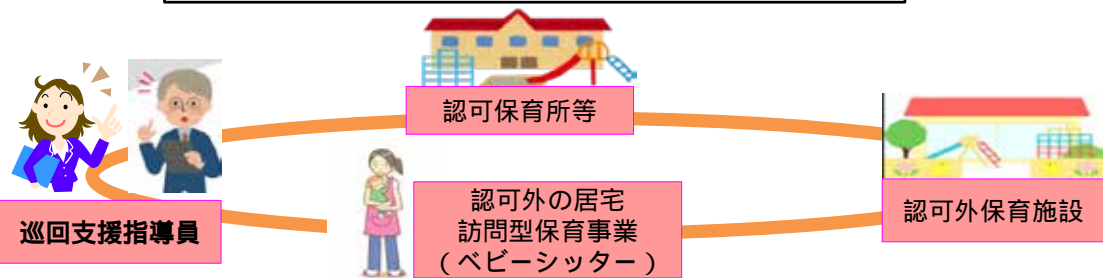 認可保育所等
巡回支援指導員
認可外の居宅
訪問型保育事業
（ベビーシッター）
認可外保育施設